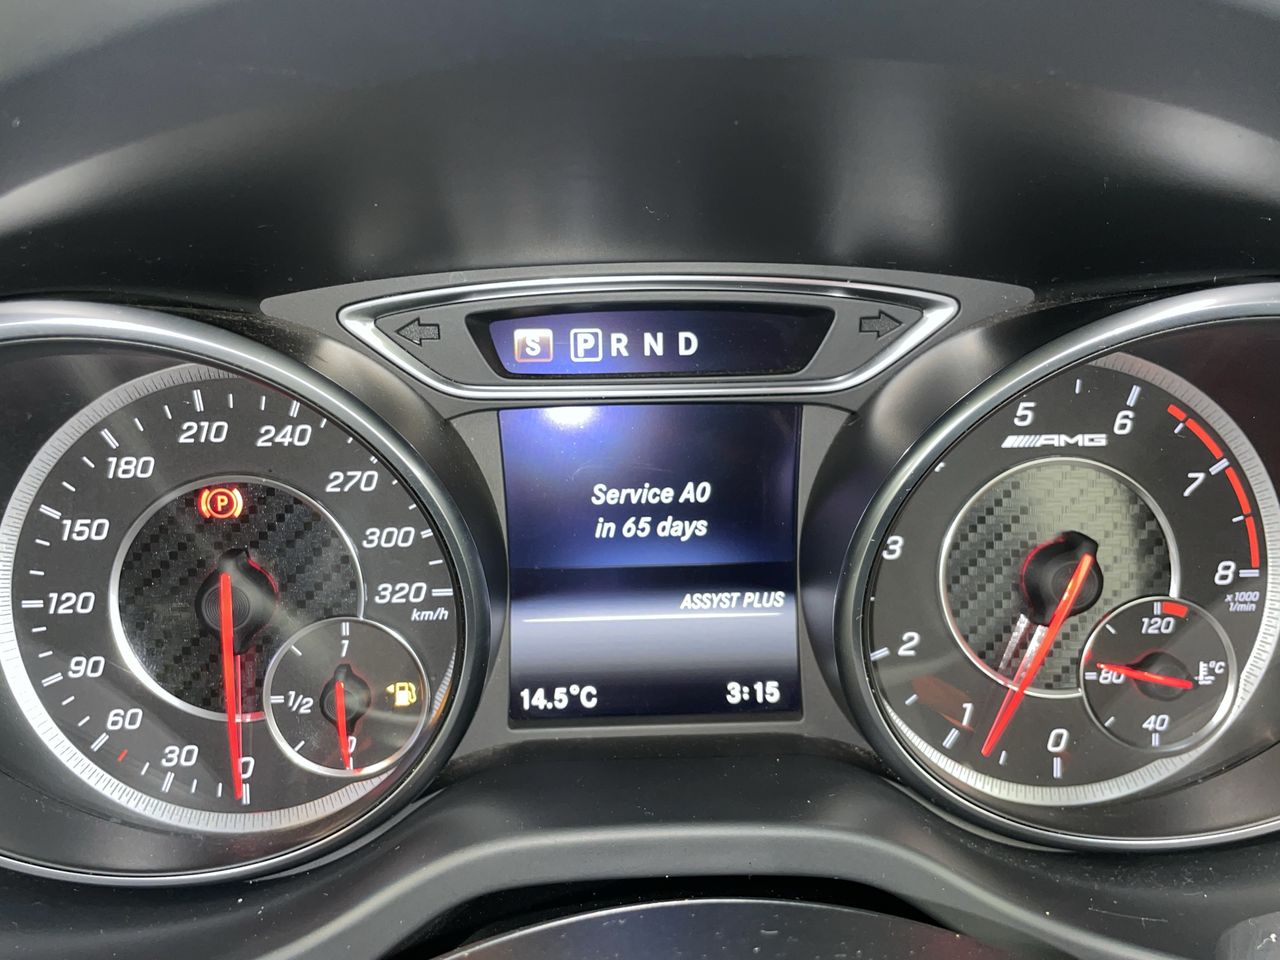 S P R N D
210
240
180
270
150
300
120
320
km/h
90
60
30
0
P
1
1/2
0
Service A0
in 65 days
ASSYST PLUS
14.5°C
3:15
5
6
AMG
7
3
8
x1000
1/min
2
1
0
120
80
°C
40